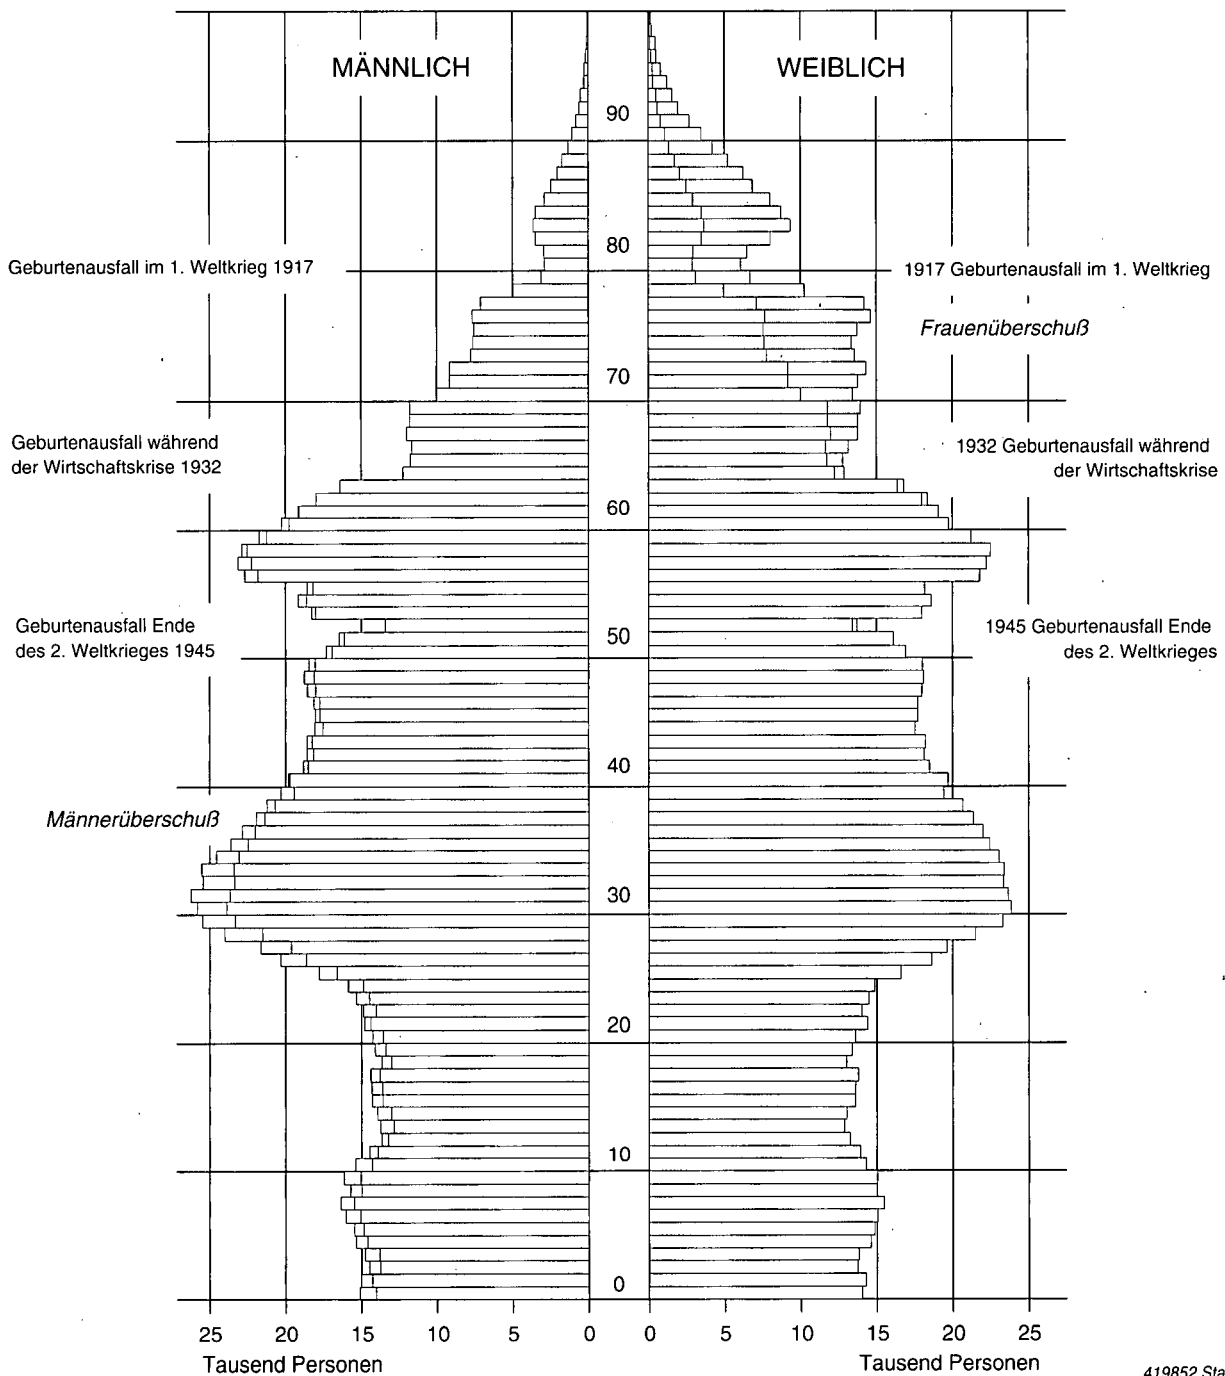 MÄNNLICH
WEIBLICH
90
80
Geburtenausfall im 1. Weltkrieg 1917
1917 Geburtenausfall im 1. Weltkrieg
Frauenüberschuß
70
Geburtenausfall während
der Wirtschaftskrise 1932
1932 Geburtenausfall während
der Wirtschaftskrise
60
Geburtenausfall Ende
des 2. Weltkrieges 1945
50
1945 Geburtenausfall Ende
des 2. Weltkrieges
40
Männerüberschuß
30
20
10
0
25 20 15 10 5 0
0 5 10 15 20 25
Tausend Personen
Tausend Personen
419852 Sta